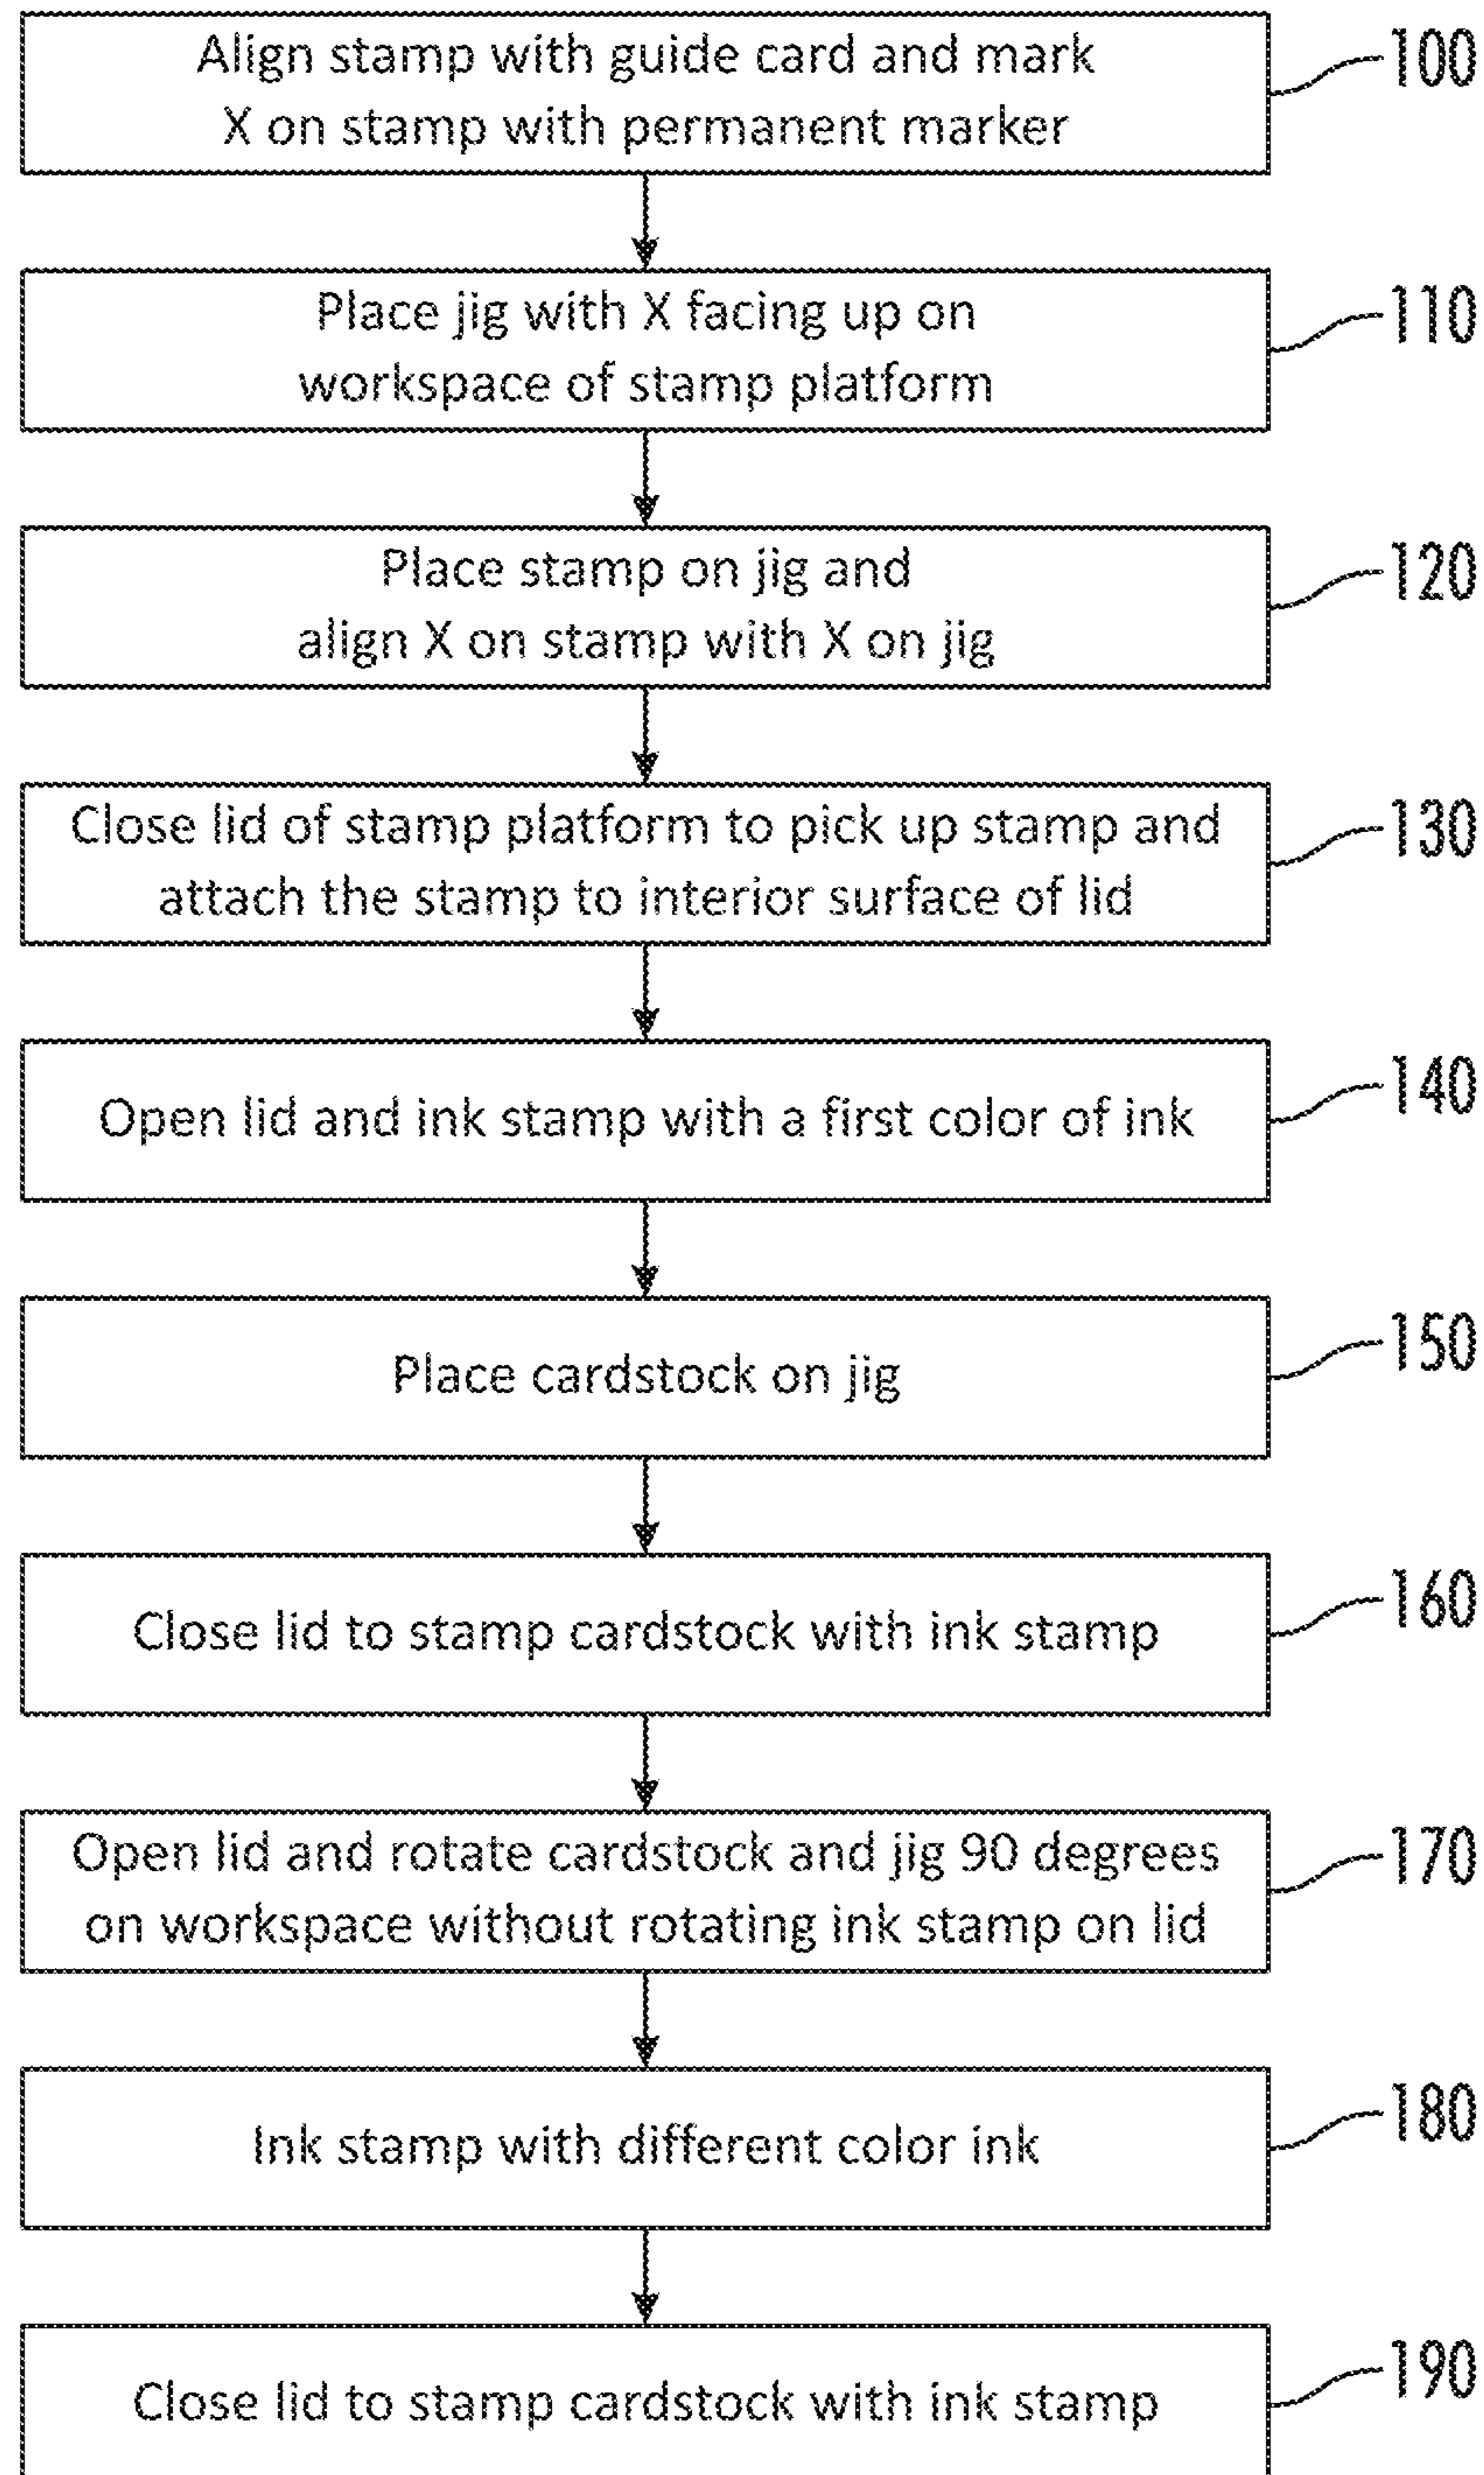 Align stamp with guide card and mark
X on stamp with permanent marker
100
Place jig with X facing up on
workspace of stamp platform
110
Place stamp on jig and
align X on stamp with X on jig
120
Close lid of stamp platform to pick up stamp and
attach the stamp to interior surface of lid
130
Open lid and ink stamp with a first color of ink
140
Place cardstock on jig
150
Close lid to stamp cardstock with ink stamp
160
Open lid and rotate cardstock and jig 90 degrees
on workspace without rotating ink stamp on lid
170
Ink stamp with different color ink
180
Close lid to stamp cardstock with ink stamp
190